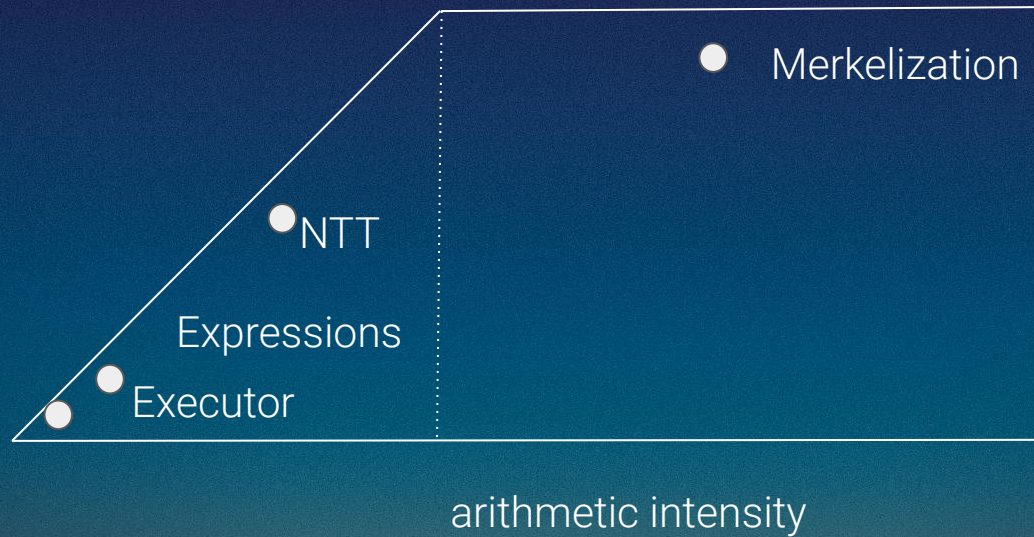 Merkelization
NTT
Expressions
Executor
arithmetic intensity